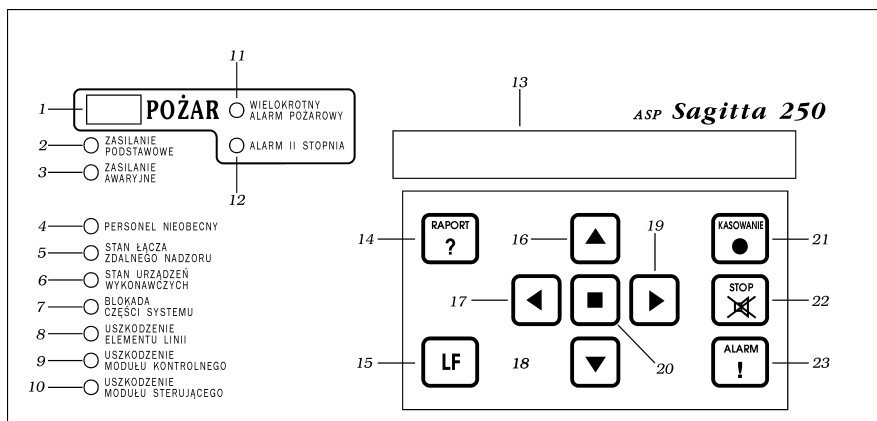 11
1 POŻAR WIELOKROTNY
ALARM POŻAROWY
2 ZASILANIE
PODSTAWOWE
ALARM II STOPNIA
3 ZASILANIE
AWARYJNE
12
4 PERSONEL NIEOBECNY
5 STAN ŁĄCZA
ZDALNEGO NADZORU
6 STAN URZĄDZEŃ
WYKONAWCZYCH
7 BLOKADA
CZĘŚCI SYSTEMU
8 USZKODZENIE
ELEMENTU LINII
9 USZKODZENIE
MODUŁU KONTROLNEGO
10 USZKODZENIE
MODUŁU STERUJĄCEGO
13
ASP Sagitta 250
14 RAPORT
?
16
19
KASOWANIE
21
17
STOP
22
15 LF
18
20
ALARM
!
23